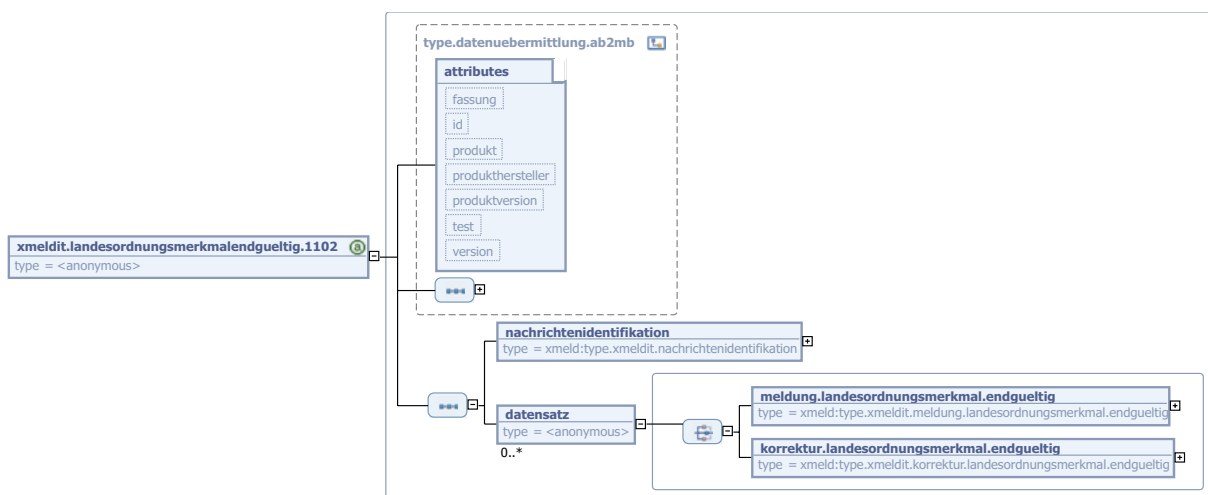 type.datenuebermittlung.ab2mb
attributes
fassung
id
produkt
produkthersteller
produktversion
test
version
xmeldit.landesordnungsmerkmalendgueltig.1102 a
type = <anonymous>
nachrichtenidentifikation
type = xmeld:type.xmeldit.nachrichtenidentifikation
datensatz
type = <anonymous>
0..*
meldung.landesordnungsmerkmal.endgueltig
type = xmeld:type.xmeldit.meldung.landesordnungsmerkmal.endgueltig
korrektur.landesordnungsmerkmal.endgueltig
type = xmeld:type.xmeldit.korrektur.landesordnungsmerkmal.endgueltig